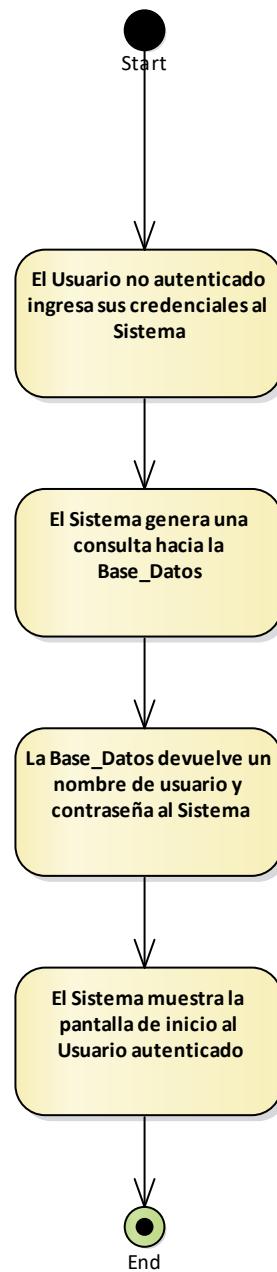 Start
El Usuario no autenticado
ingresa sus credenciales al
Sistema
El Sistema genera una
consulta hacia la
Base_Datos
La Base_Datos devuelve un
nombre de usuario y
contraseña al Sistema
El Sistema muestra la
pantalla de inicio al
Usuario autenticado
End